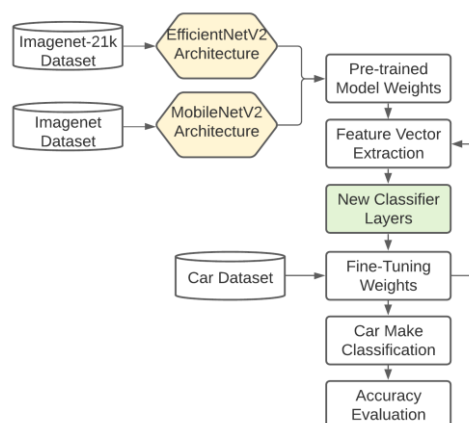 Imagenet-21k
Dataset
EfficientNetV2
Architecture
Imagenet
Dataset
MobileNetV2
Architecture
Pre-trained
Model Weights
Feature Vector
Extraction
New Classifier
Layers
Car Dataset
Fine-Tuning
Weights
Car Make
Classification
Accuracy
Evaluation